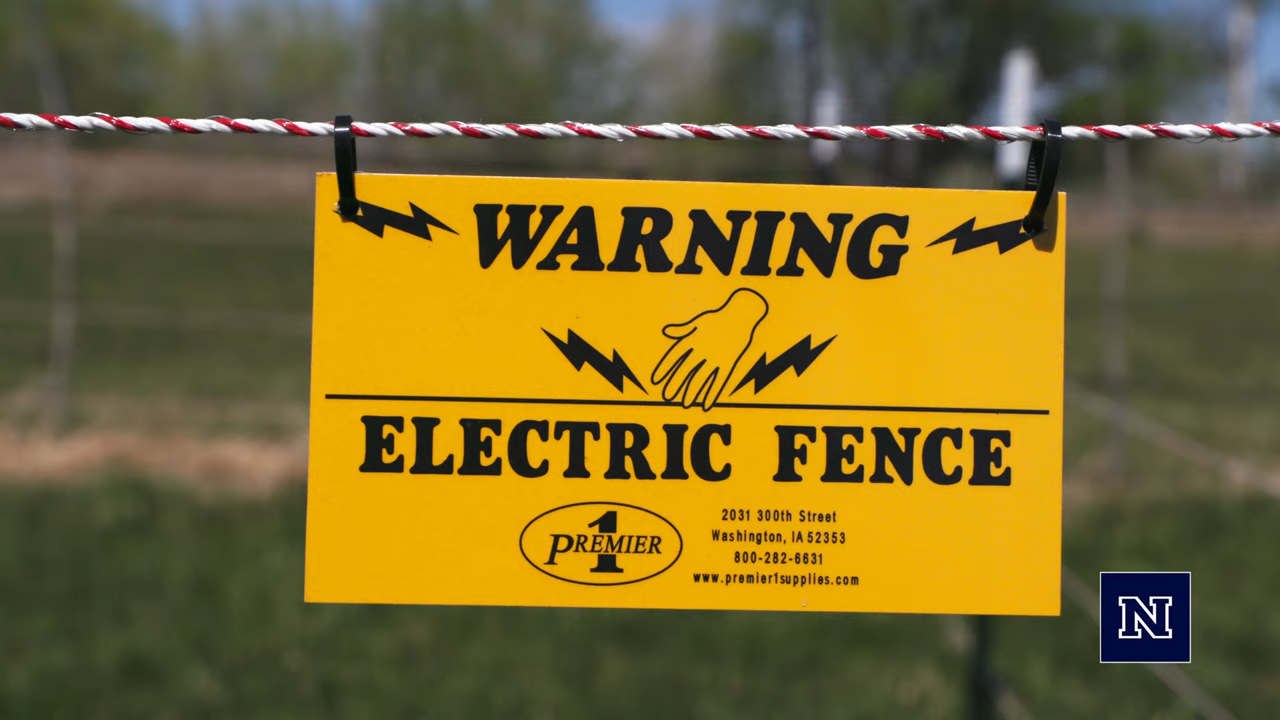 WARNING
ELECTRIC FENCE
PREMIER 1
2031 300th Street
Washington, IA 52353
800-282-6631
www.premier1supplies.com
N